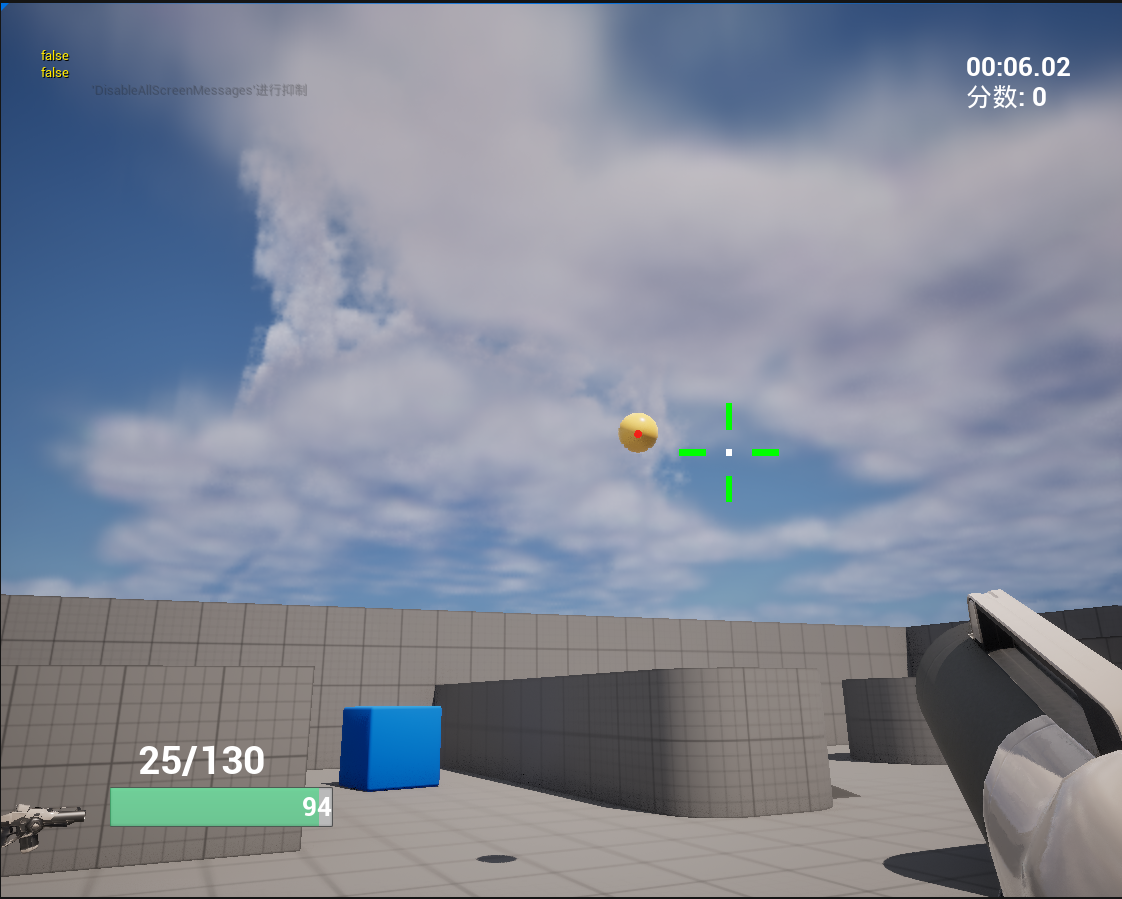 false
false
'DisableAllScreenMessages'进行抑制
00:06.02
分数: 0
25/130
94